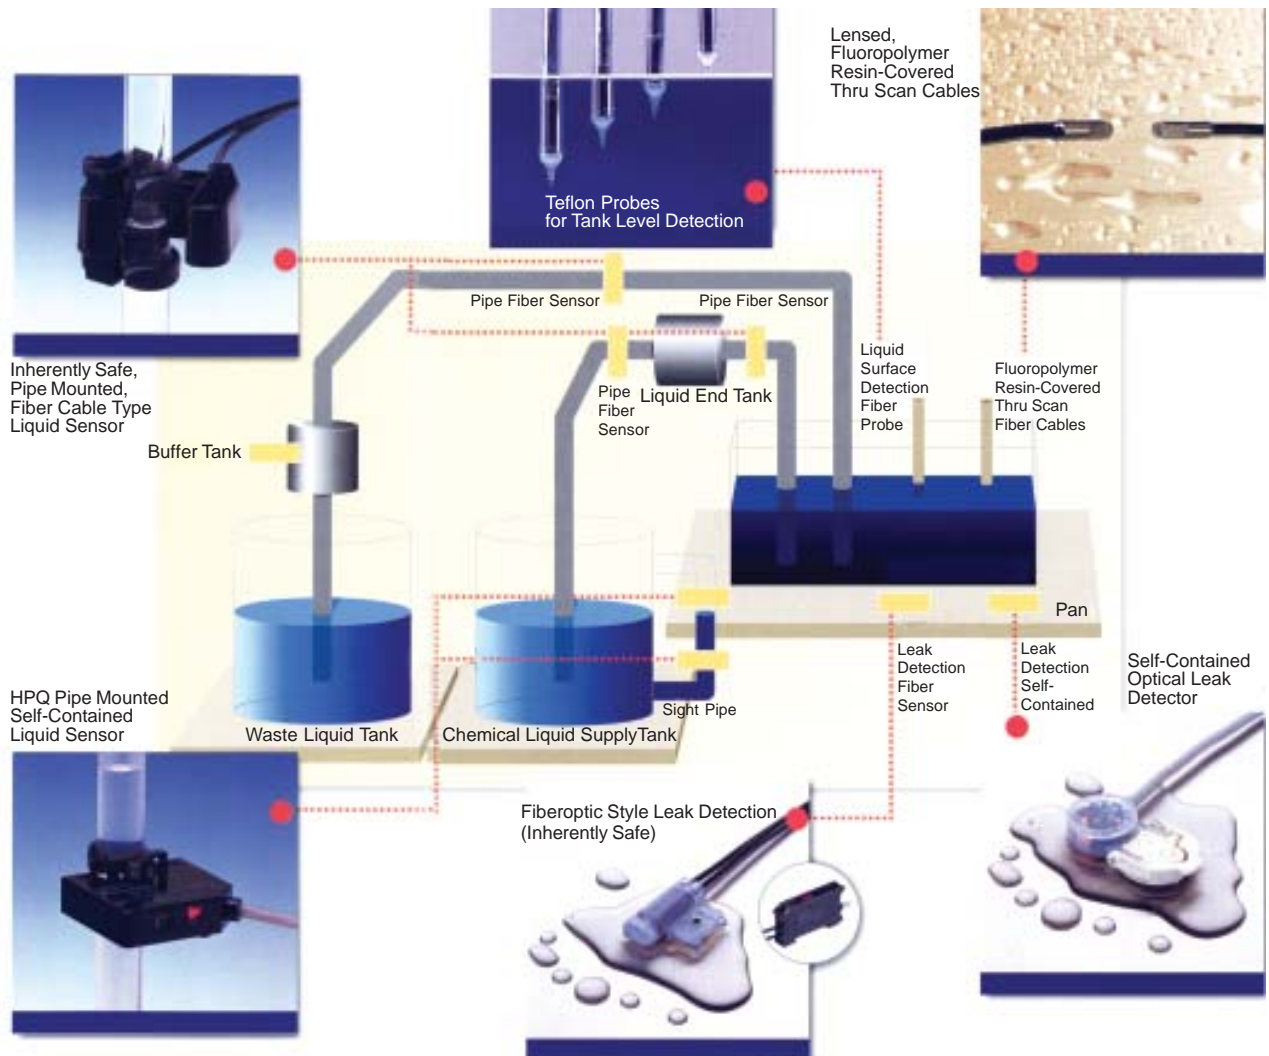 Lensed,
Fluoropolymer
Resin-Covered
Thru Scan Cables
Teflon Probes
for Tank Level Detection
Pipe Fiber Sensor
Pipe Fiber Sensor
Inherently Safe,
Pipe Mounted,
Fiber Cable Type
Liquid Sensor
Pipe
Fiber
Sensor
Liquid End Tank
Liquid
Surface
Detection
Fiber
Probe
Fluoropolymer
Resin-Covered
Thru Scan
Fiber Cables
Buffer Tank
Pan
Leak
Detection
Fiber
Sensor
Leak
Detection
Self-
Contained
Self-Contained
Optical Leak
Detector
HPQ Pipe Mounted
Self-Contained
Liquid Sensor
Sight Pipe
Waste Liquid Tank
Chemical Liquid SupplyTank
Fiberoptic Style Leak Detection
(Inherently Safe)